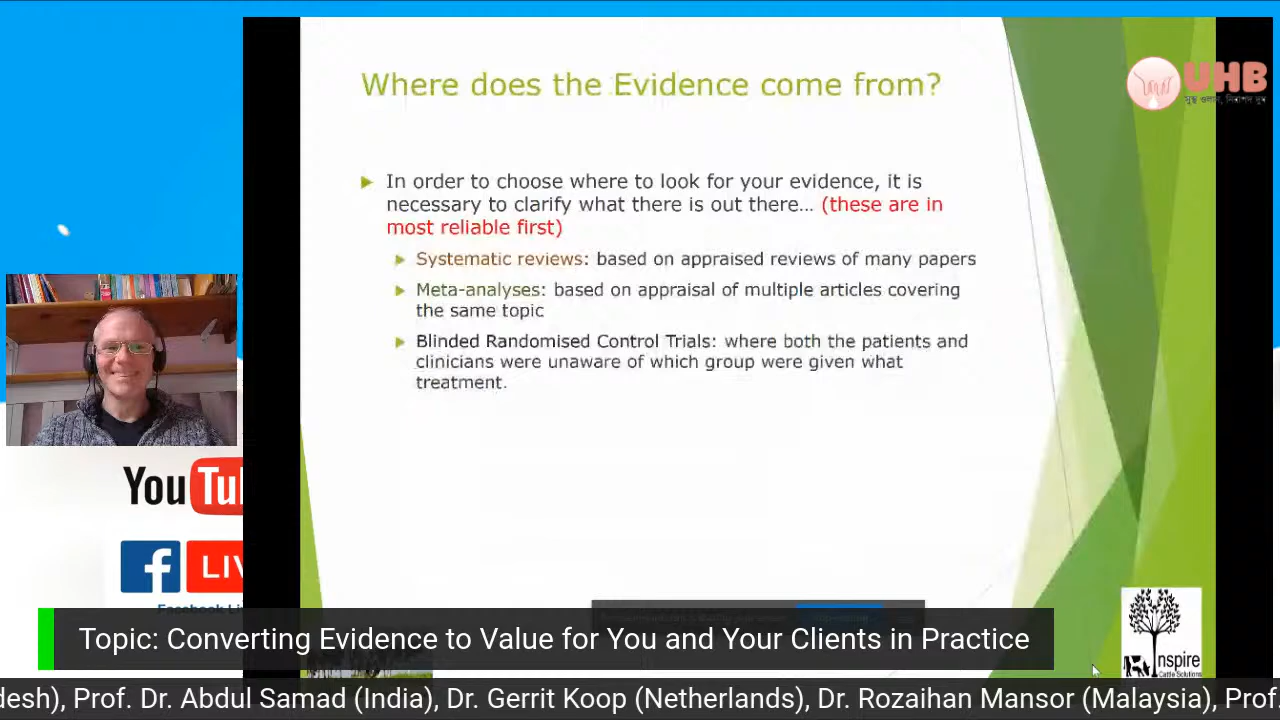 Where does the Evidence come from?
UHB
সুস্থ ওলান, নিরাপদ দুধ
In order to choose where to look for your evidence, it is
necessary to clarify what there is out there… (these are in
most reliable first)
Systematic reviews: based on appraised reviews of many papers
Meta-analyses: based on appraisal of multiple articles covering
the same topic
Blinded Randomised Control Trials: where both the patients and
clinicians were unaware of which group were given what
treatment.
You Tu
f LIV
Topic: Converting Evidence to Value for You and Your Clients in Practice
nspire
Cattle Solutions
desh), Prof. Dr. Abdul Samad (India), Dr. Gerrit Koop (Netherlands), Dr. Rozaihan Mansor (Malaysia), Prof.